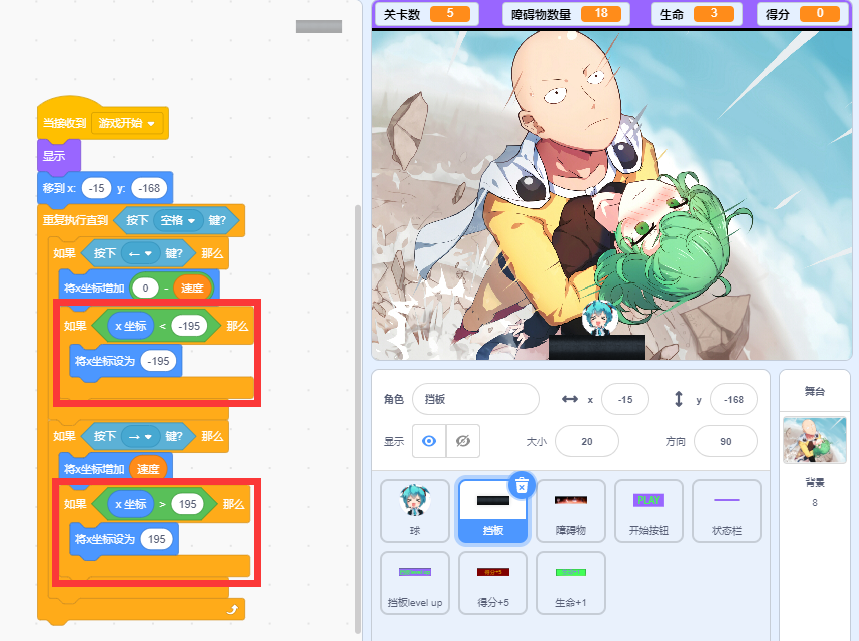 关卡数 5 障碍物数量 18 生命 3 得分 0
当接收到 游戏开始
显示
移到 x: -15 y: -168
重复执行直到 按下 空格 键?
如果 按下 ← 键? 那么
将x坐标增加 0 - 速度
如果 x 坐标 < -195 那么
将x坐标设为 -195
如果 按下 → 键? 那么
将x坐标增加 速度
如果 x 坐标 > 195 那么
将x坐标设为 195
角色 挡板 x -15 y -168
显示 大小 20 方向 90
舞台
背景
8
PLAY
球 挡板 障碍物 开始按钮 状态栏
得分+5
挡板level up 得分+5 生命+1